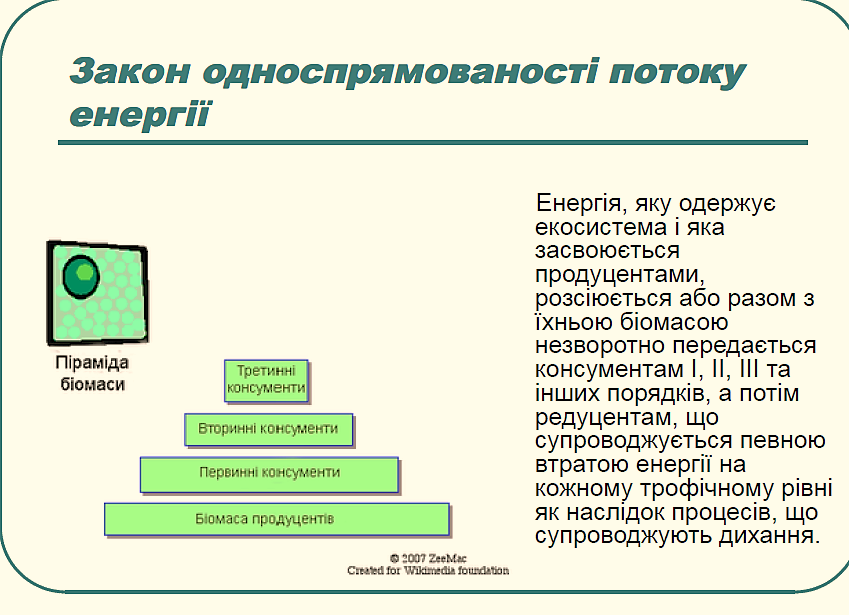 Закон односпрямованості потоку
енергії
Енергія, яку одержує
екосистема і яка
засвоюється
продуцентами,
розсіюється або разом з
їхньою біомасою
незворотно передається
консументам I, II, III та
інших порядків, а потім
редуцентам, що
супроводжується певною
втратою енергії на
кожному трофічному рівні
як наслідок процесів, що
супроводжують дихання.
Піраміда
біомаси
Третинні
консументи
Вторинні консументи
Первинні консументи
Біомаса продуцентів
© 2007 ZeeMac
Created for Wikimedia foundation